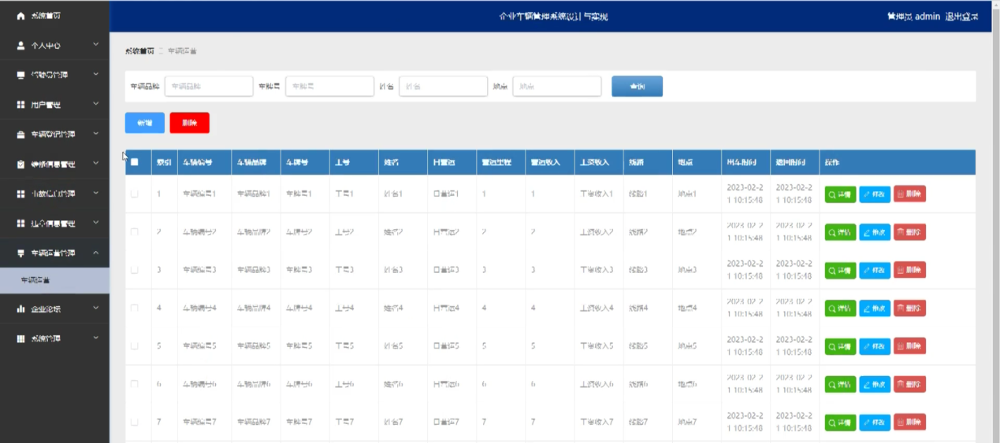 系统首页
企业车辆管理系统设计与实现
管理员 admin 退出登录
个人中心
驾驶员管理
用户管理
车辆登记管理
维修信息管理
事故信息管理
违章信息管理
车辆运营管理
车辆运营
企业论坛
系统管理
系统首页 车辆运营
车辆品牌 车辆品牌 车牌号 车牌号 姓名 姓名 地点 地点 查询
新增 删除
索引 车辆编号 车辆品牌 车牌号 工号 姓名 日营运 营运里程 营运收入 工资收入 线路 地点 出车时间 返回时间 操作
1 车辆编号1 车辆品牌1 车牌号1 工号1 姓名1 日营运1 1 1 工资收入1 线路1 地点1 2023-02-21 10:15:48 2023-02-21 10:15:48 详情 修改 删除
2 车辆编号2 车辆品牌2 车牌号2 工号2 姓名2 日营运2 2 2 工资收入2 线路2 地点2 2023-02-21 10:15:48 2023-02-21 10:15:48 详情 修改 删除
3 车辆编号3 车辆品牌3 车牌号3 工号3 姓名3 日营运3 3 3 工资收入3 线路3 地点3 2023-02-21 10:15:48 2023-02-21 10:15:48 详情 修改 删除
4 车辆编号4 车辆品牌4 车牌号4 工号4 姓名4 日营运4 4 4 工资收入4 线路4 地点4 2023-02-21 10:15:48 2023-02-21 10:15:48 详情 修改 删除
5 车辆编号5 车辆品牌5 车牌号5 工号5 姓名5 日营运5 5 5 工资收入5 线路5 地点5 2023-02-21 10:15:48 2023-02-21 10:15:48 详情 修改 删除
6 车辆编号6 车辆品牌6 车牌号6 工号6 姓名6 日营运6 6 6 工资收入6 线路6 地点6 2023-02-21 10:15:48 2023-02-21 10:15:48 详情 修改 删除
7 车辆编号7 车辆品牌7 车牌号7 工号7 姓名7 日营运7 7 7 工资收入7 线路7 地点7 2023-02-21 10:15:48 2023-02-21 10:15:48 详情 修改 删除